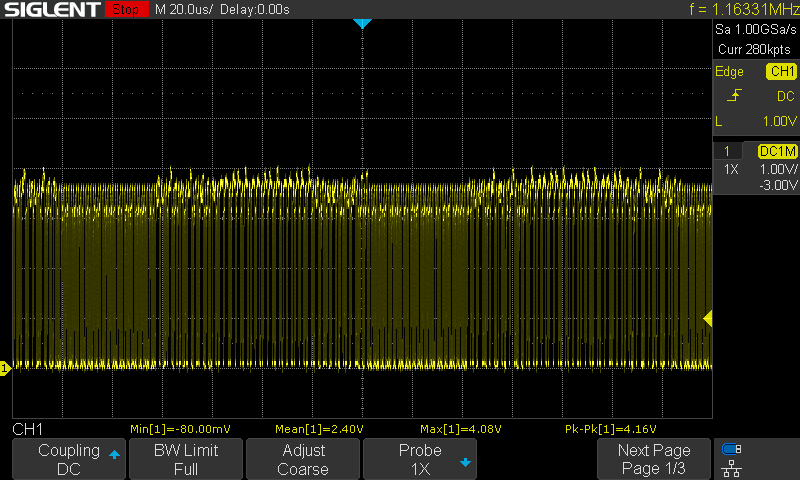 SIGLENT Stop M 20.0us/ Delay:0.00s f = 1.16331MHz
Sa 1.00GSa/s
Curr 280kpts
Edge CH1
DC
L 1.00V
1 DC1M
1X 1.00V/
-3.00V
1
CH1 Min[1]=-80.00mV Mean[1]=2.40V Max[1]=4.08V Pk-Pk[1]=4.16V
Coupling BW Limit Adjust Probe Next Page
DC Full Coarse 1X Page 1/3